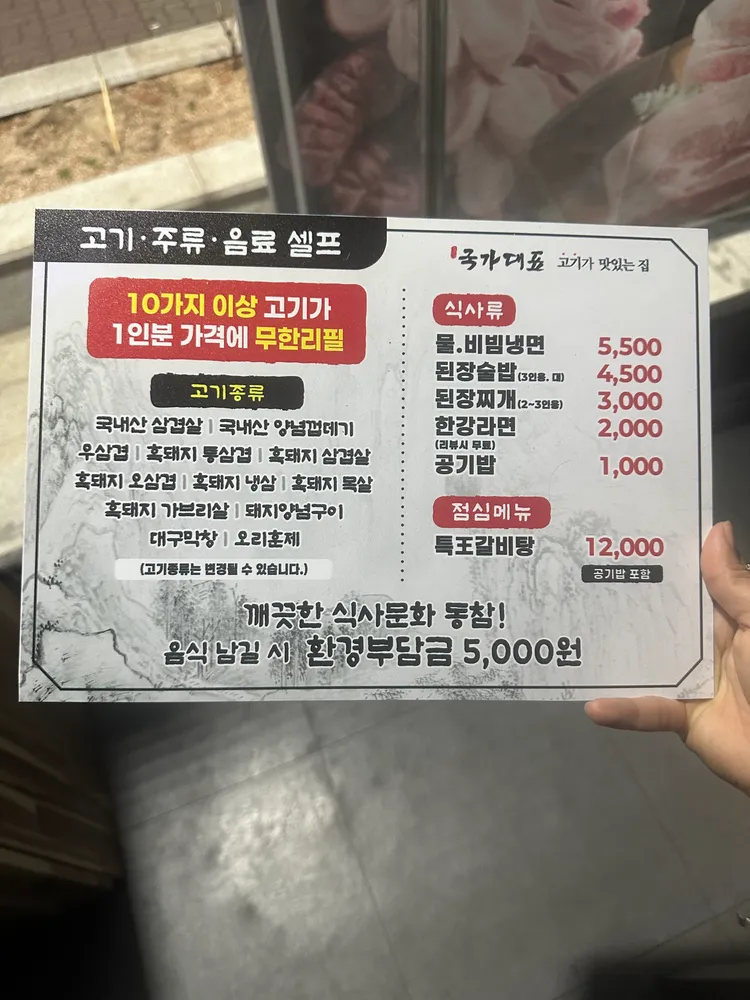 고기·주류·음료 셀프
10가지 이상 고기가
1인분 가격에 무한리필
고기종류
국내산 삼겹살 | 국내산 양념껍데기
우삼겹 | 흑돼지 통삼겹 | 흑돼지 삼겹살
흑돼지 오삼겹 | 흑돼지 냉삼 | 흑돼지 목살
흑돼지 가브리살 | 돼지양념구이
대구막창 | 오리훈제
(고기종류는 변경될 수 있습니다.)
국가대표 고기가 맛있는 집
식사류
물.비빔냉면 5,500
된장술밥(3인용. 대) 4,500
된장찌개(2~3인용) 3,000
한강라면 2,000
(리뷰시 무료)
공기밥 1,000
점심메뉴
특王갈비탕 12,000
공기밥 포함
깨끗한 식사문화 동참!
음식 남길 시 환경부담금 5,000원